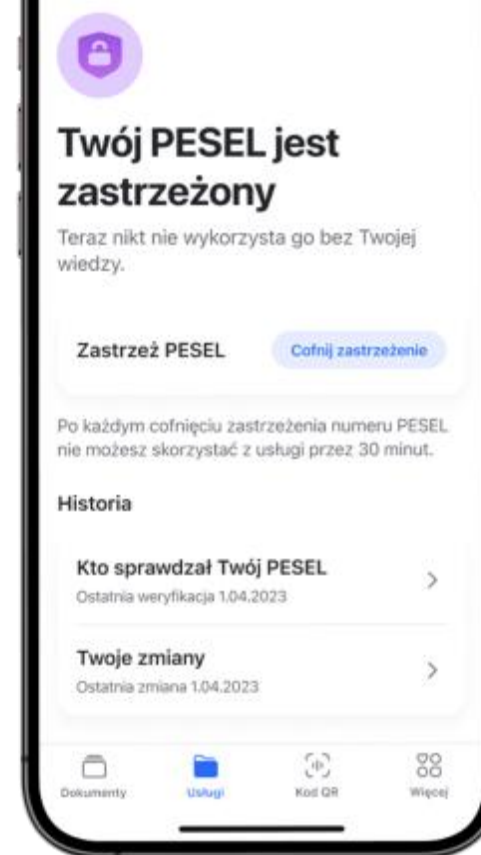 Twój PESEL jest
zastrzeżony
Teraz nikt nie wykorzysta go bez Twojej
wiedzy.
Zastrzeż PESEL
Cofnij zastrzeżenie
Po każdym cofnięciu zastrzeżenia numeru PESEL
nie możesz skorzystać z usługi przez 30 minut.
Historia
Kto sprawdzał Twój PESEL
Ostatnia weryfikacja 1.04.2023
Twoje zmiany
Ostatnia zmiana 1.04.2023
Dokumenty
Usługi
Kod QR
Więcej